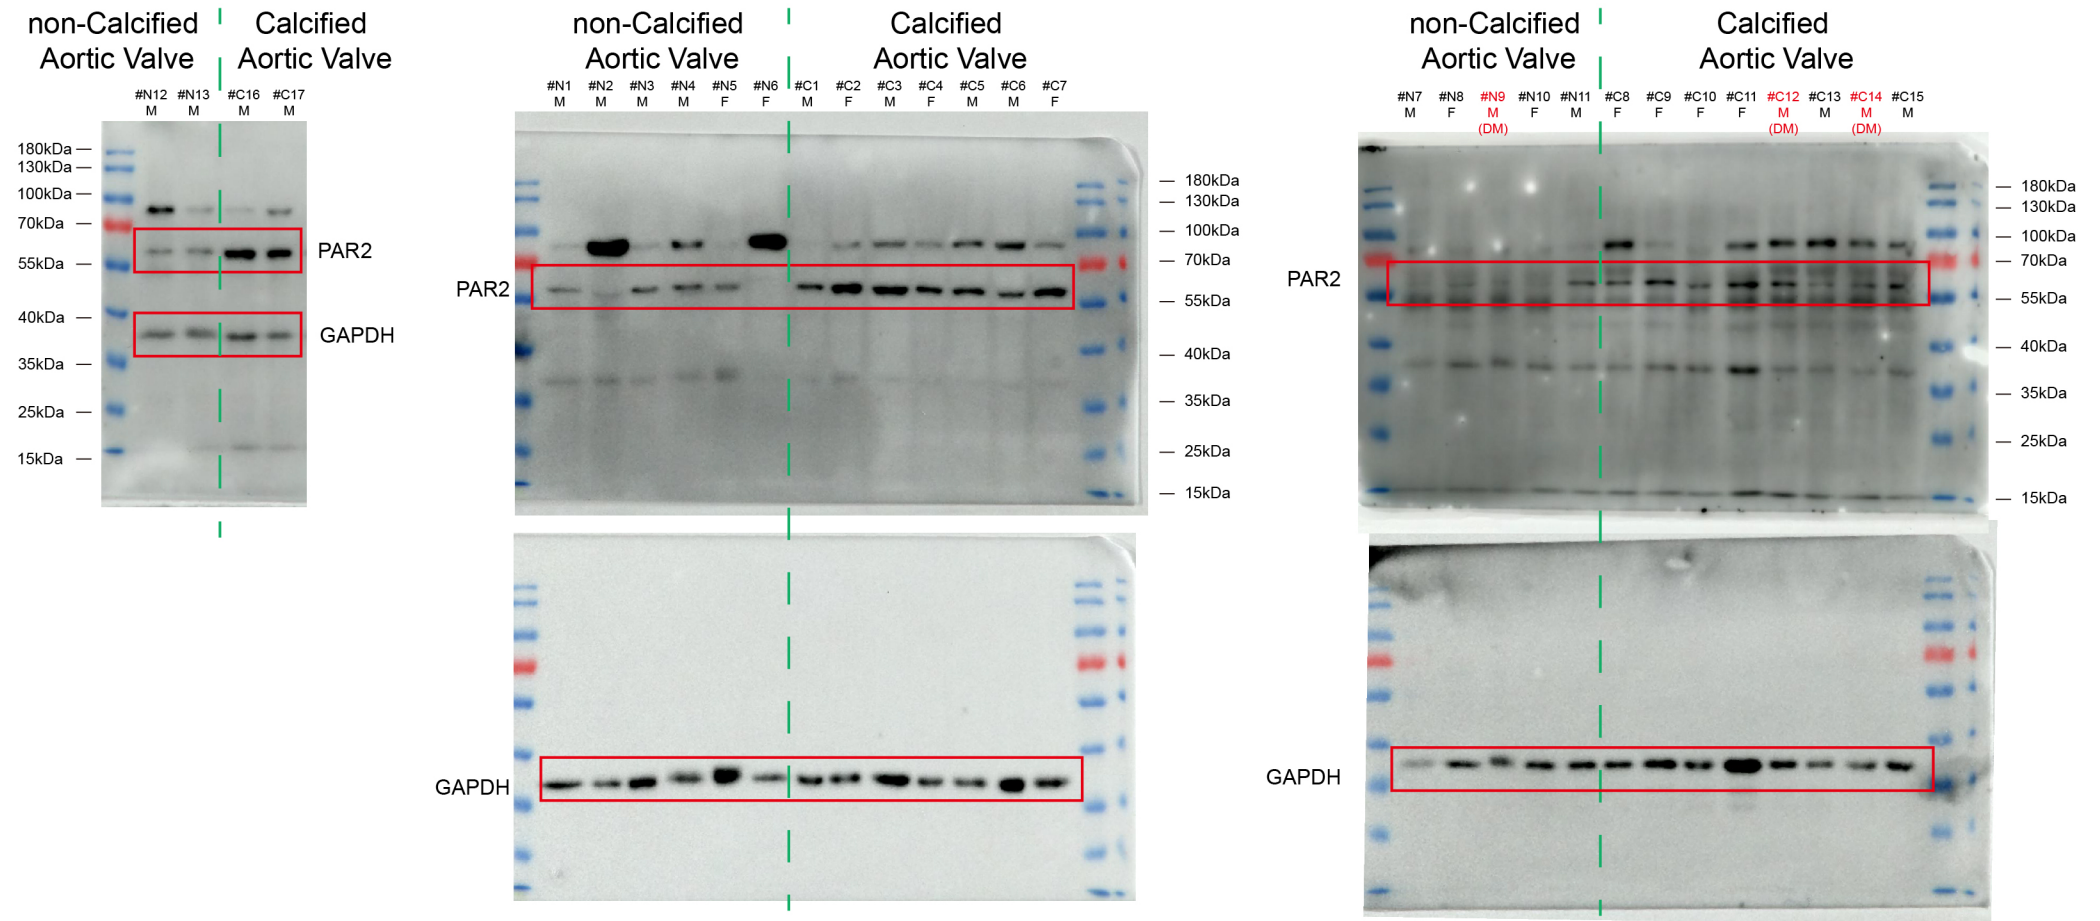 non-Calcified
Aortic Valve
Calcified
Aortic Valve
#N12 #N13 #C16 #C17
M M M M
180kDa
130kDa
100kDa
70kDa
55kDa
40kDa
35kDa
25kDa
15kDa
PAR2
GAPDH
non-Calcified
Aortic Valve
Calcified
Aortic Valve
#N1 #N2 #N3 #N4 #N5 #N6 #C1 #C2 #C3 #C4 #C5 #C6 #C7
M M M M F F M F M F M M F
PAR2
180kDa
130kDa
100kDa
70kDa
55kDa
40kDa
35kDa
25kDa
15kDa
GAPDH
non-Calcified
Aortic Valve
Calcified
Aortic Valve
#N7 #N8 #N9 #N10 #N11 #C8 #C9 #C10 #C11 #C12 #C13 #C14 #C15
M F M F M F F F F M M M M
(DM) (DM) (DM)
PAR2
180kDa
130kDa
100kDa
70kDa
55kDa
40kDa
35kDa
25kDa
15kDa
GAPDH